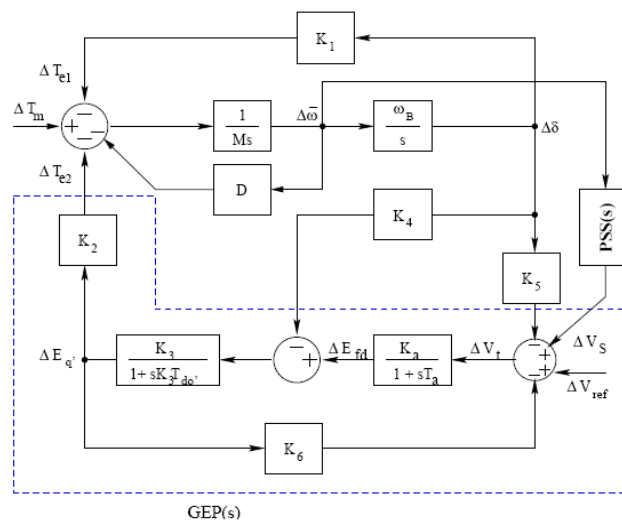 K1
ΔTe1
ΔTm
+ − − −
1
Ms
Δω̄
ωB
s
Δδ
ΔTe2
D
K2
K4
PSS(s)
K5
ΔEq'
K3
1+ sK3Tdo'
− +
ΔEfd
Ka
1 + sTa
ΔVt
− + − +
ΔVS
ΔVref
K6
GEP(s)